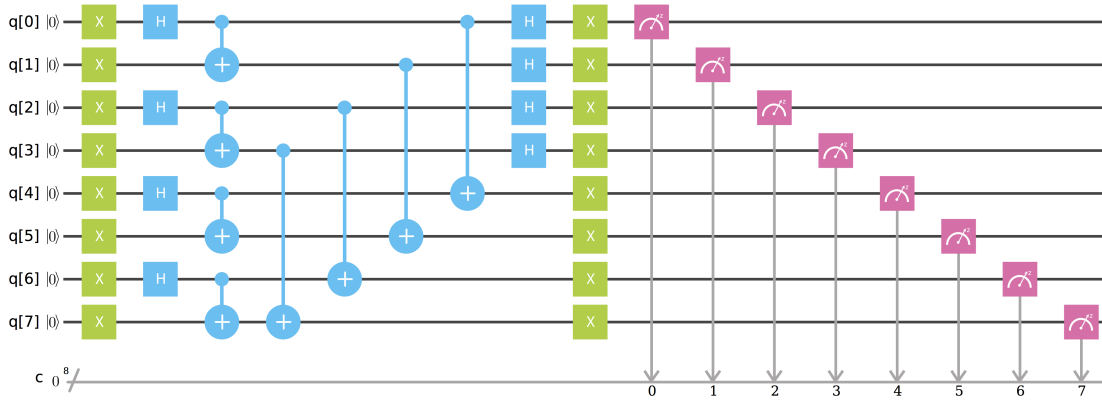 q[0] |0⟩ X H H X z
q[1] |0⟩ X H X z
q[2] |0⟩ X H H X z
q[3] |0⟩ X H X z
q[4] |0⟩ X H X z
q[5] |0⟩ X X z
q[6] |0⟩ X H X z
q[7] |0⟩ X X z
c 0 8 0 1 2 3 4 5 6 7